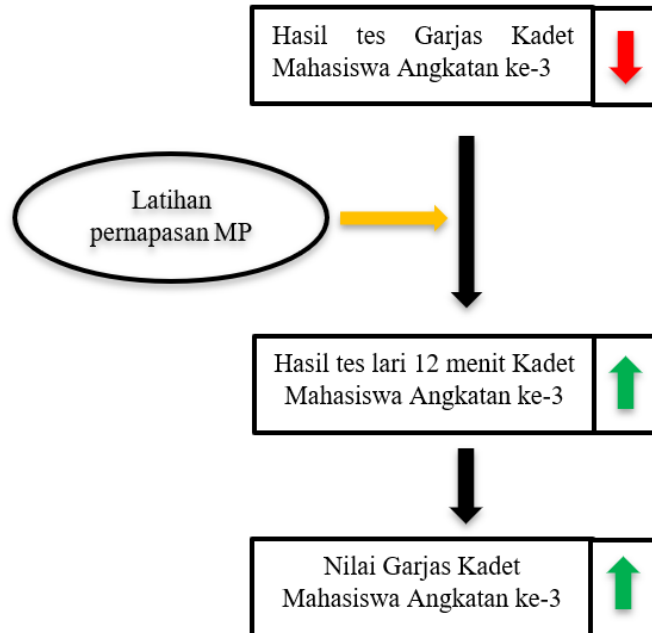 Hasil tes Garjas Kadet
Mahasiswa Angkatan ke-3
Latihan
pernapasan MP
Hasil tes lari 12 menit Kadet
Mahasiswa Angkatan ke-3
Nilai Garjas Kadet
Mahasiswa Angkatan ke-3